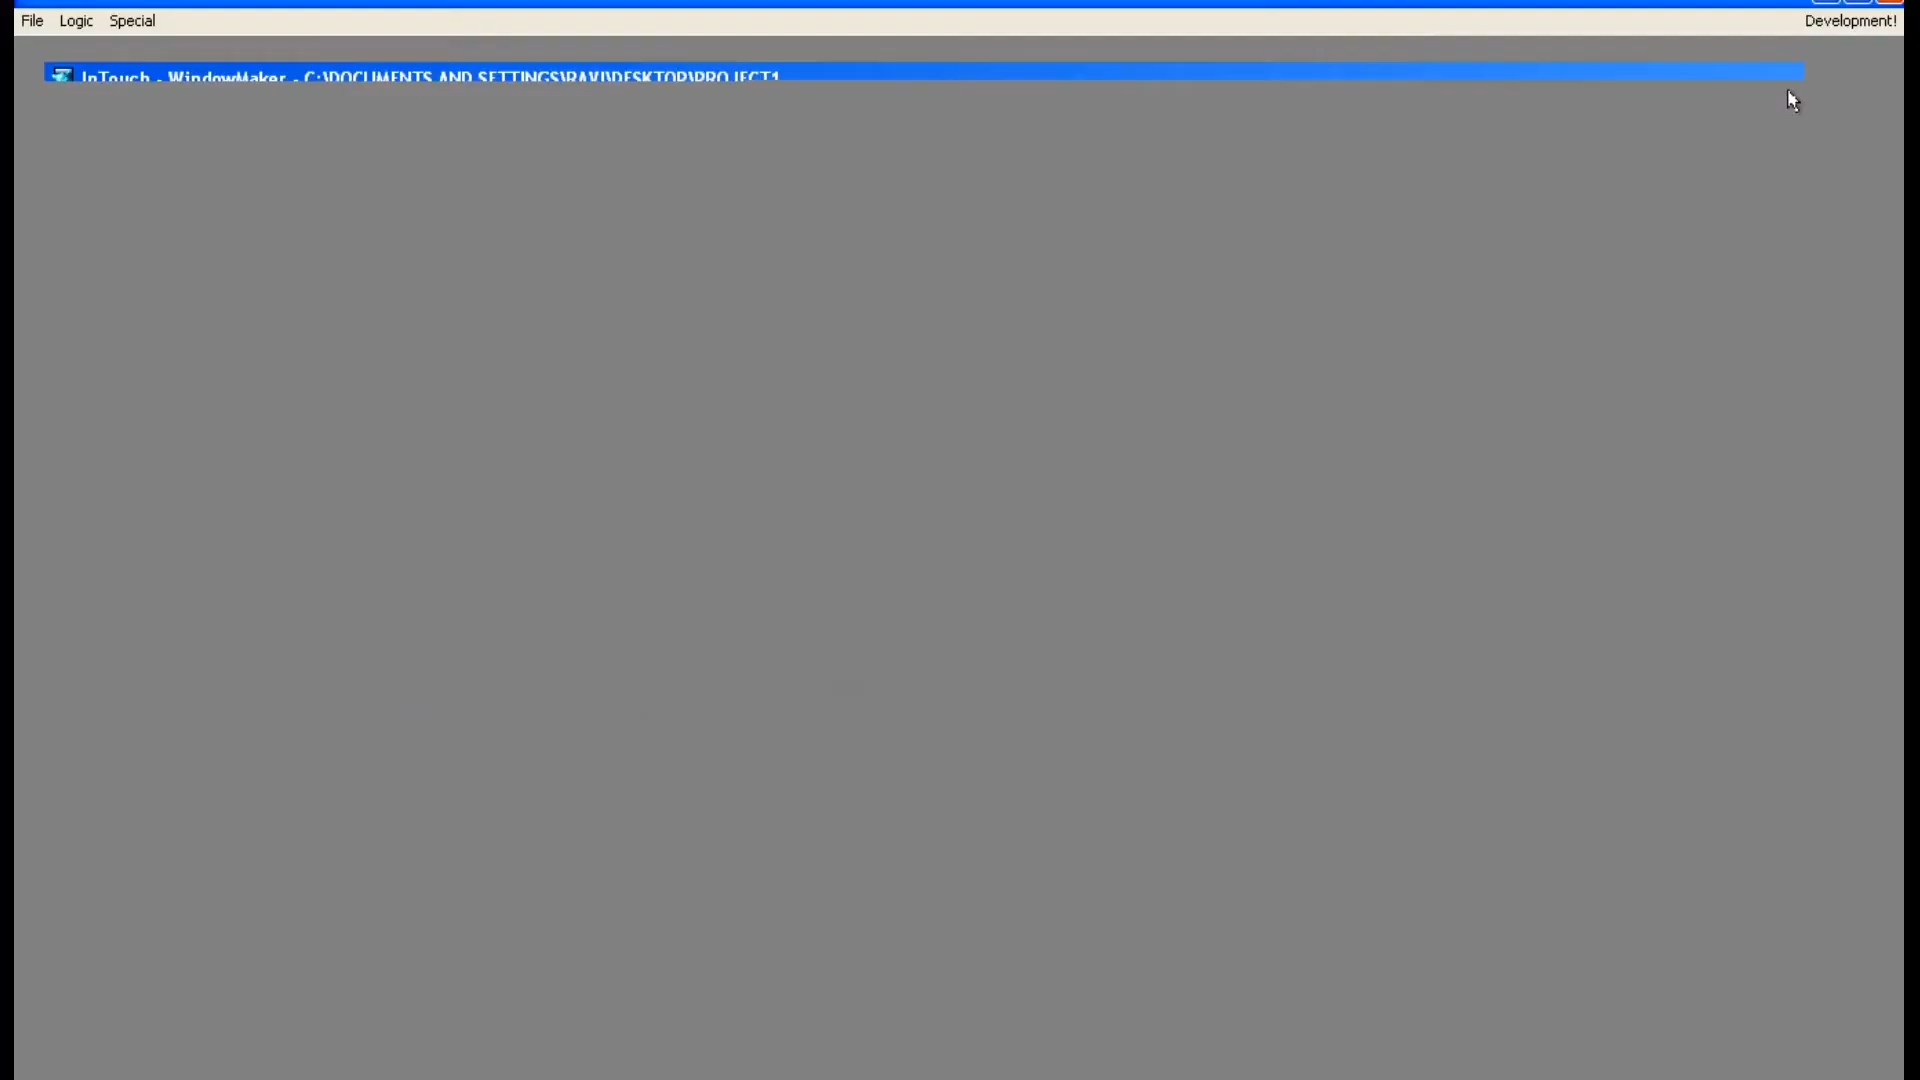 File Logic Special Development!
InTouch - WindowMaker - C:\DOCUMENTS AND SETTINGS\RAVI\DESKTOP\PROJECT1